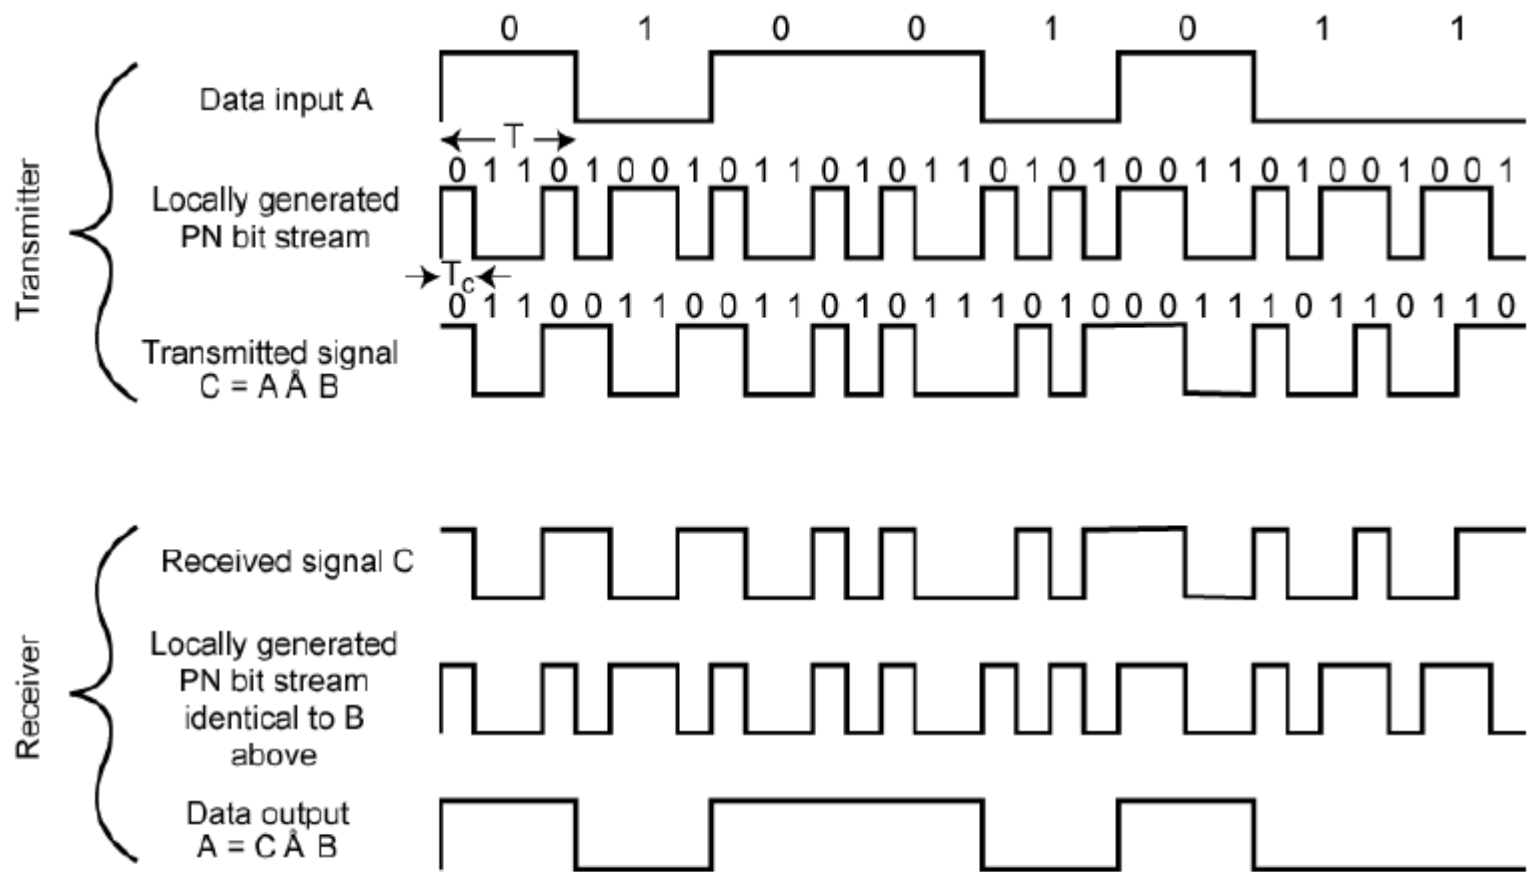 0 1 0 0 1 0 1 1
Data input A
T
0 1 1 0 1 0 0 1 0 1 1 0 1 0 1 1 0 1 0 1 0 0 1 1 0 1 0 0 1 0 0 1
Locally generated
PN bit stream
Tc
0 1 1 0 0 1 1 0 0 1 1 0 1 0 1 1 1 0 1 0 0 0 1 1 1 0 1 1 0 1 1 0
Transmitted signal
C = A Å B
Transmitter
Received signal C
Locally generated
PN bit stream
identical to B
above
Data output
A = C Å B
Receiver